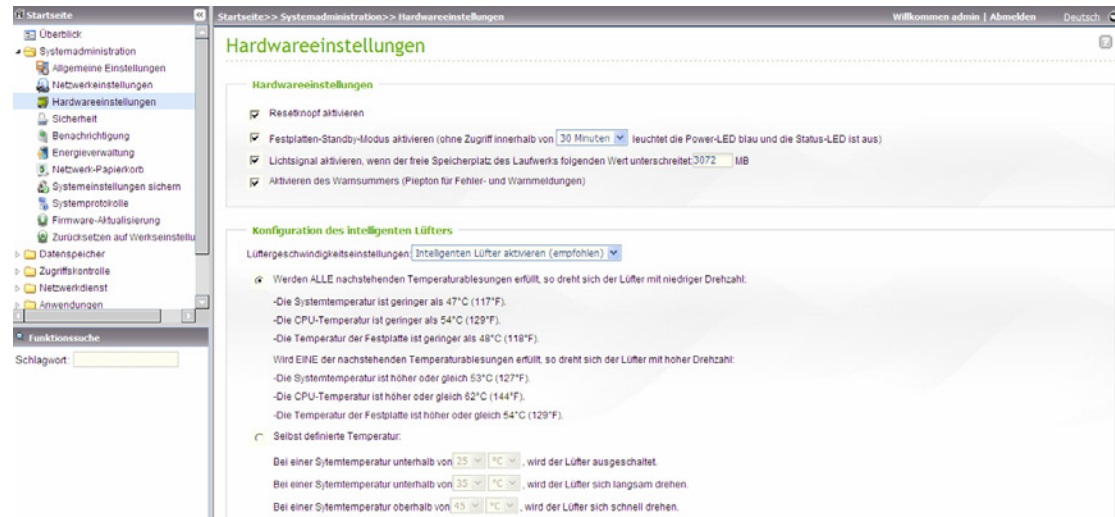 Startseite
Startseite>> Systemadministration>> Hardwareeinstellungen
Willkommen admin | Abmelden
Deutsch
Überblick
Systemadministration
Allgemeine Einstellungen
Netzwerkeinstellungen
Hardwareeinstellungen
Sicherheit
Benachrichtigung
Energieverwaltung
Netzwerk-Papierkorb
Systemeinstellungen sichern
Systemprotokolle
Firmware-Aktualisierung
Zurücksetzen auf Werkseinstellu
Datenspeicher
Zugriffskontrolle
Netzwerkdienst
Anwendungen
Funktionssuche
Schlagwort:
Hardwareeinstellungen
Hardwareeinstellungen
Resetknopf aktivieren
Festplatten-Standby-Modus aktivieren (ohne Zugriff innerhalb von 30 Minuten leuchtet die Power-LED blau und die Status-LED ist aus)
Lichtsignal aktivieren, wenn der freie Speicherplatz des Laufwerks folgenden Wert unterschreitet: 3072 MB
Aktivieren des Warnsummers (Piepton für Fehler- und Warnmeldungen)
Konfiguration des intelligenten Lüfters
Lüftergeschwindigkeitseinstellungen: Intelligenten Lüfter aktivieren (empfohlen)
Werden ALLE nachstehenden Temperaturablesungen erfüllt, so dreht sich der Lüfter mit niedriger Drehzahl:
-Die Systemtemperatur ist geringer als 47°C (117°F).
-Die CPU-Temperatur ist geringer als 54°C (129°F).
-Die Temperatur der Festplatte ist geringer als 48°C (118°F).
Wird EINE der nachstehenden Temperaturablesungen erfüllt, so dreht sich der Lüfter mit hoher Drehzahl:
-Die Systemtemperatur ist höher oder gleich 53°C (127°F).
-Die CPU-Temperatur ist höher oder gleich 62°C (144°F).
-Die Temperatur der Festplatte ist höher oder gleich 54°C (129°F).
Selbst definierte Temperatur:
Bei einer Sytemtemperatur unterhalb von 25 °C , wird der Lüfter ausgeschaltet.
Bei einer Sytemtemperatur unterhalb von 35 °C , wird der Lüfter sich langsam drehen.
Bei einer Sytemtemperatur oberhalb von 45 °C , wird der Lüfter sich schnell drehen.